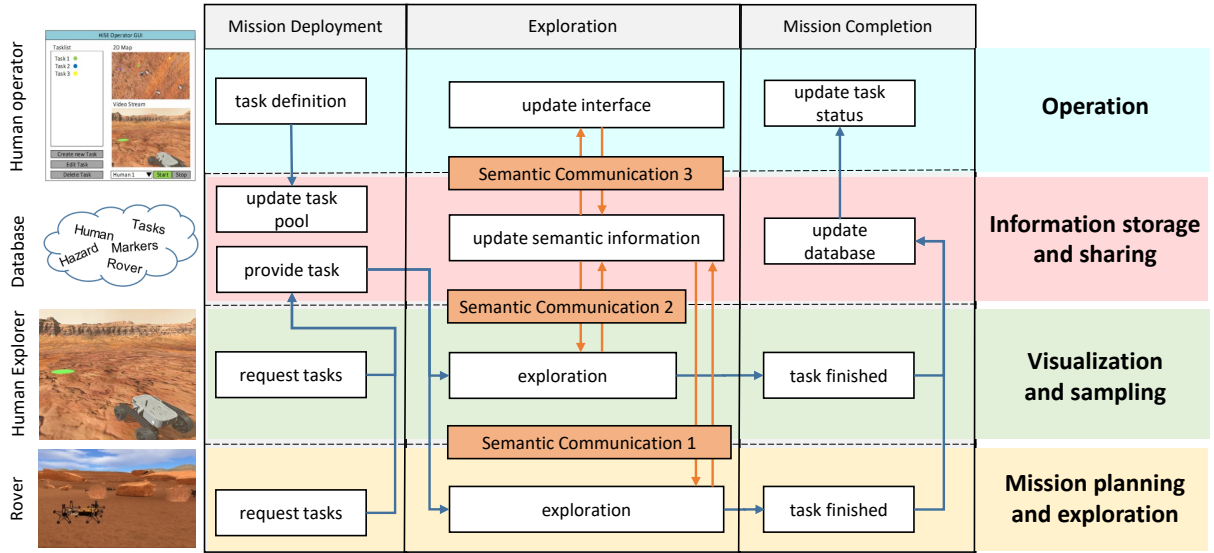 Mission Deployment
Exploration
Mission Completion
Human operator
HiSE Operator GUI
Tasklist
2D Map
Task 1
Task 2
Task 3
Video Stream
Create new Task
Edit Task
Delete Task
Human 1
Start
Stop
task definition
update interface
update task
status
Operation
Semantic Communication 3
Database
Human
Tasks
Hazard
Markers
Rover
update task
pool
provide task
update semantic information
update
database
Information storage
and sharing
Semantic Communication 2
Human Explorer
request tasks
exploration
task finished
Visualization
and sampling
Semantic Communication 1
Rover
request tasks
exploration
task finished
Mission planning
and exploration